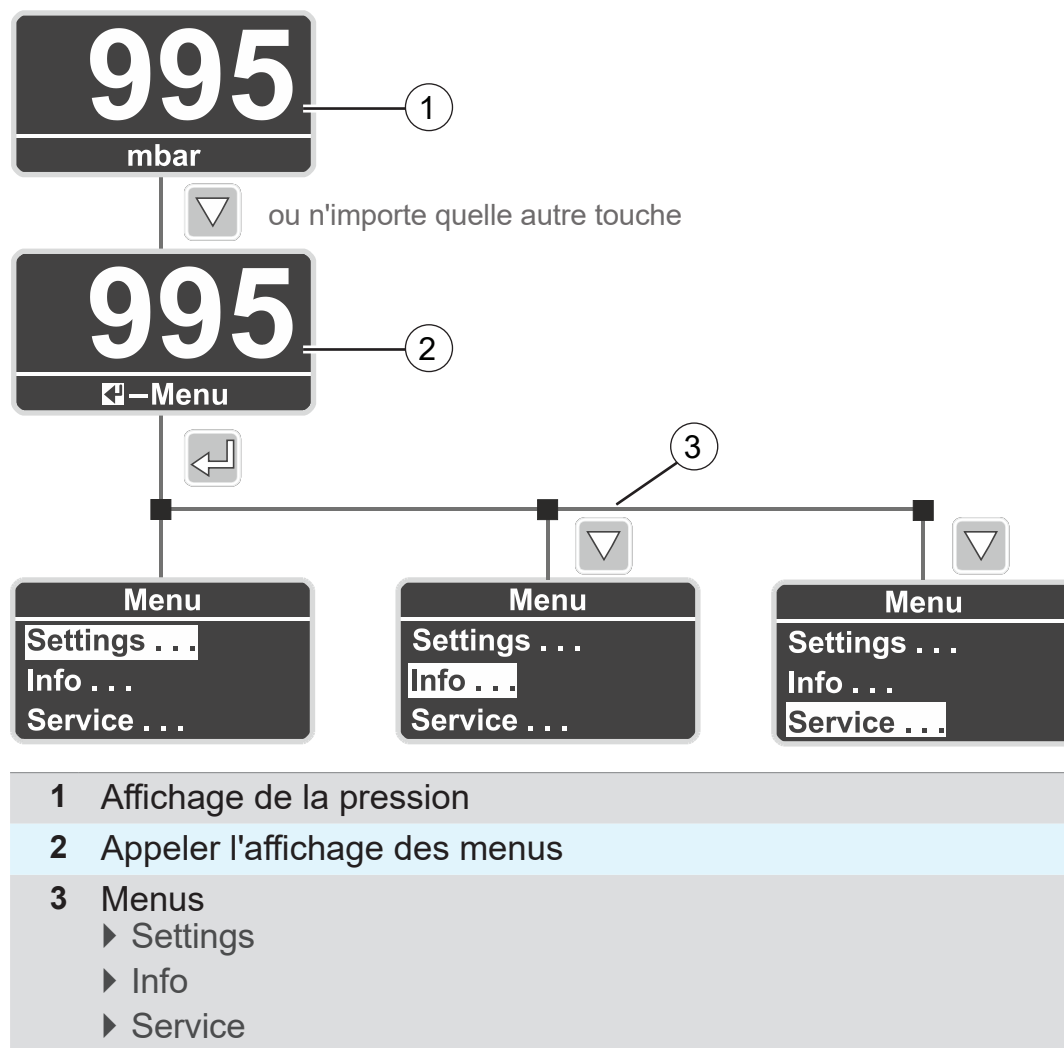 995
mbar
1
ou n'importe quelle autre touche
995
–Menu
2
3
Menu
Settings . . .
Info . . .
Service . . .
Menu
Settings . . .
Info . . .
Service . . .
Menu
Settings . . .
Info . . .
Service . . .
1 Affichage de la pression
2 Appeler l'affichage des menus
3 Menus
Settings
Info
Service